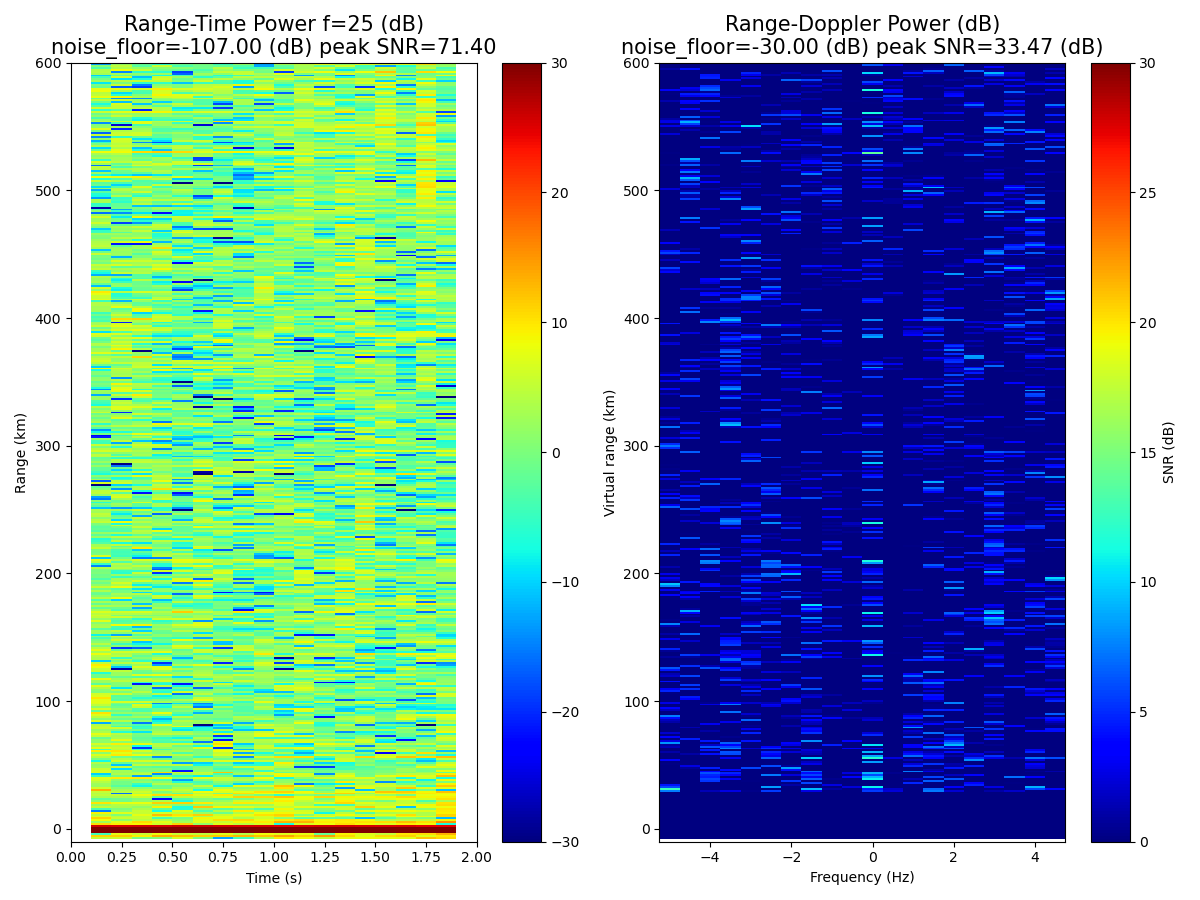 Range-Time Power f=25 (dB)
noise_floor=-107.00 (dB) peak SNR=71.40
600
500
400
300
200
100
0
Range (km)
0.00 0.25 0.50 0.75 1.00 1.25 1.50 1.75 2.00
Time (s)
30
20
10
0
−10
−20
−30
Range-Doppler Power (dB)
noise_floor=-30.00 (dB) peak SNR=33.47 (dB)
600
500
400
300
200
100
0
Virtual range (km)
−4 −2 0 2 4
Frequency (Hz)
30
25
20
15
10
5
0
SNR (dB)